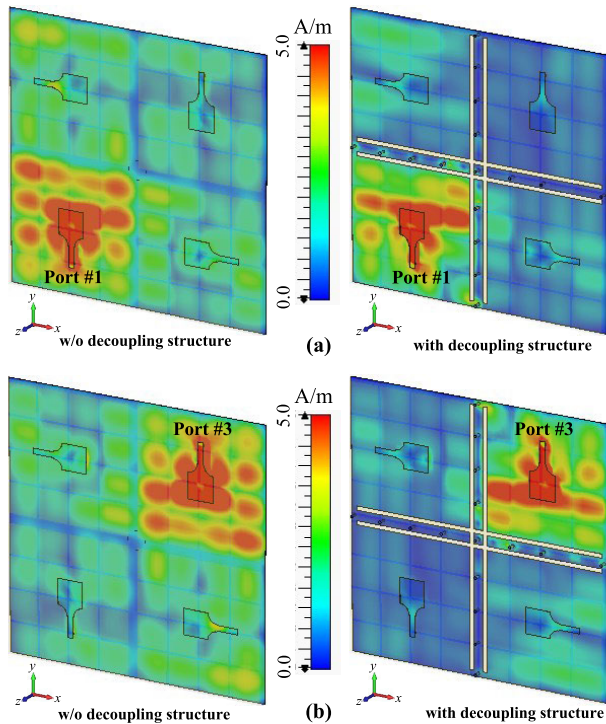 A/m
5.0
0.0
Port #1
Port #1
y
x
z
y
x
z
w/o decoupling structure
(a)
with decoupling structure
A/m
5.0
0.0
Port #3
Port #3
y
x
z
y
x
z
w/o decoupling structure
(b)
with decoupling structure